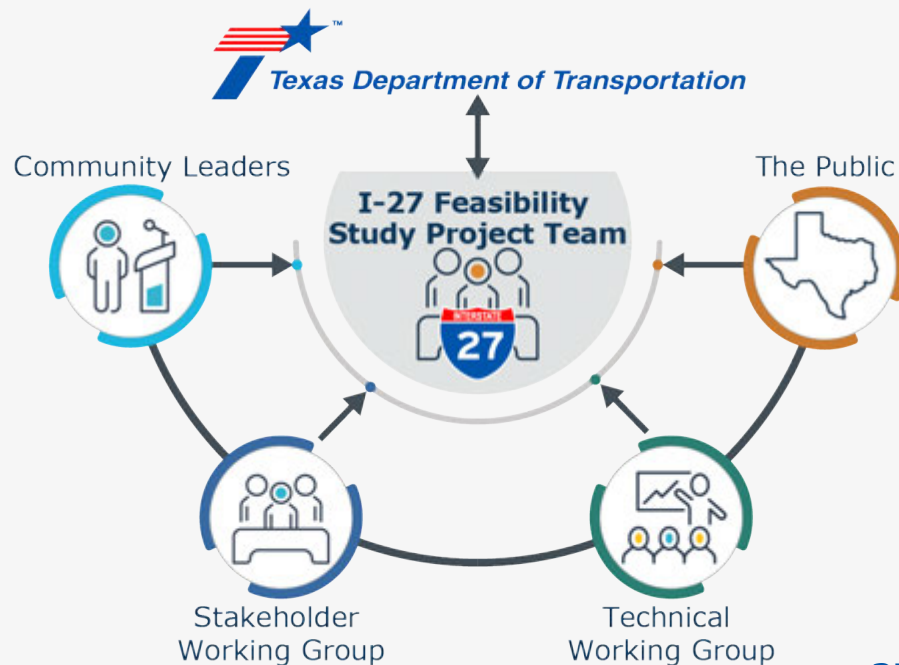 ™
Texas Department of Transportation
Community Leaders
The Public
I-27 Feasibility
Study Project Team
INTERSTATE
27
Stakeholder
Working Group
Technical
Working Group